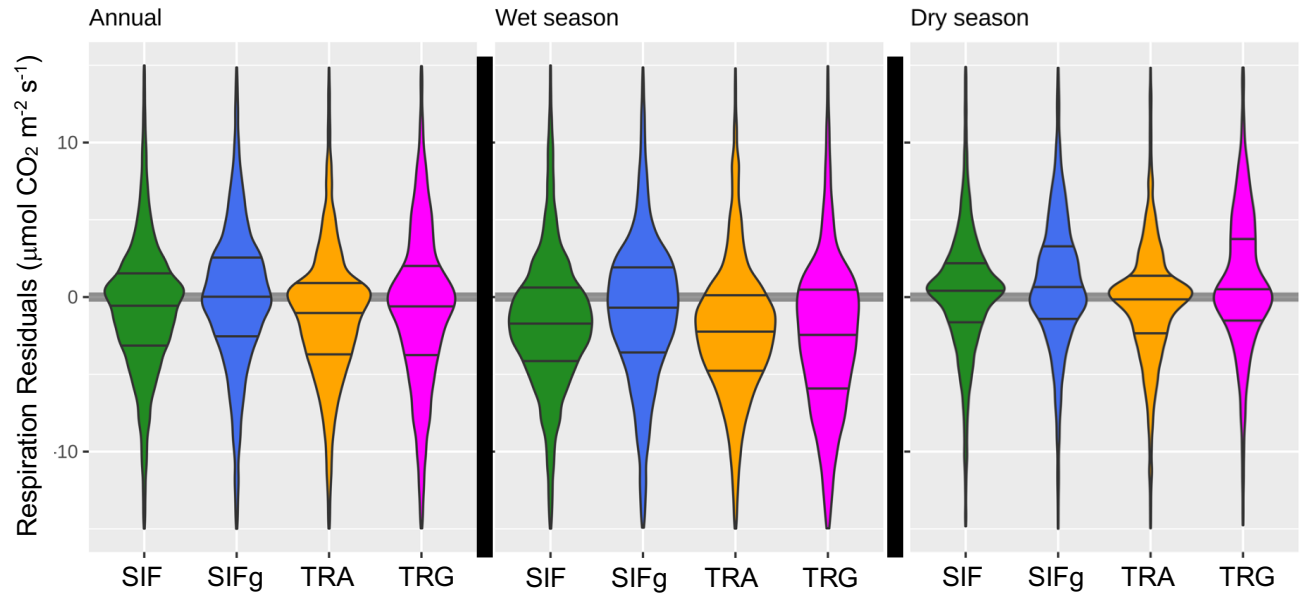 Annual
Wet season
Dry season
Respiration Residuals (µmol CO₂ m⁻² s⁻¹)
10
0
-10
SIF SIFg TRA TRG
SIF SIFg TRA TRG
SIF SIFg TRA TRG